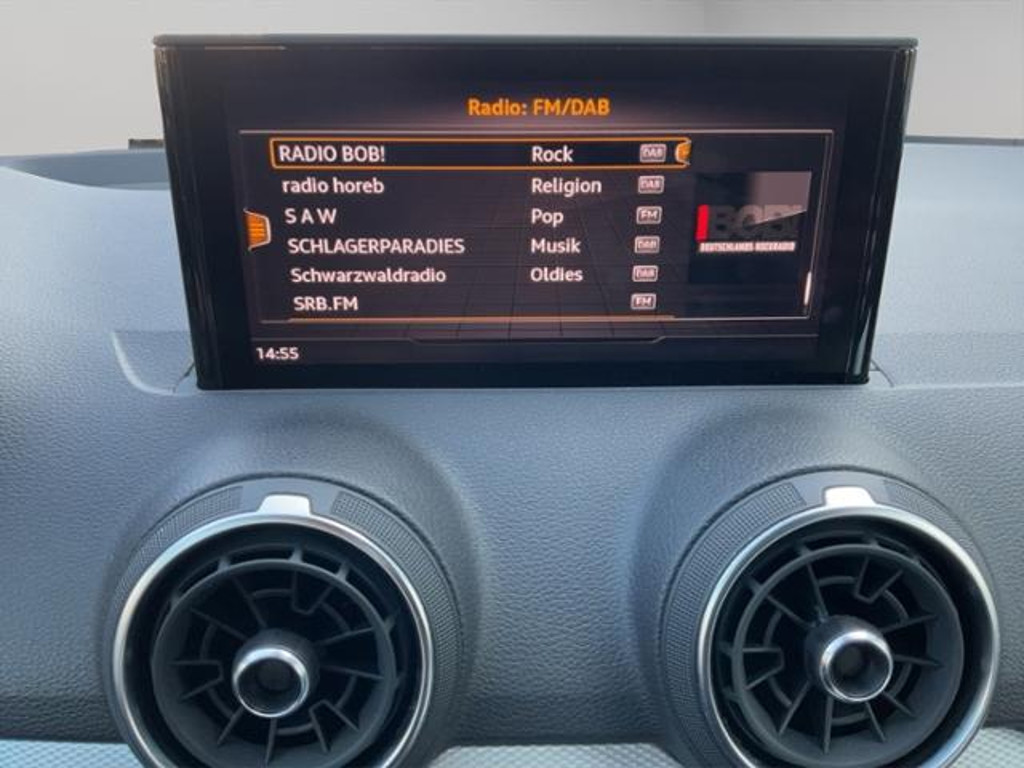 Radio: FM/DAB
RADIO BOB! Rock DAB
radio horeb Religion DAB
S A W Pop FM
SCHLAGERPARADIES Musik DAB
Schwarzwaldradio Oldies DAB
SRB.FM FM
BOB!
DEUTSCHLANDS ROCKRADIO
14:55